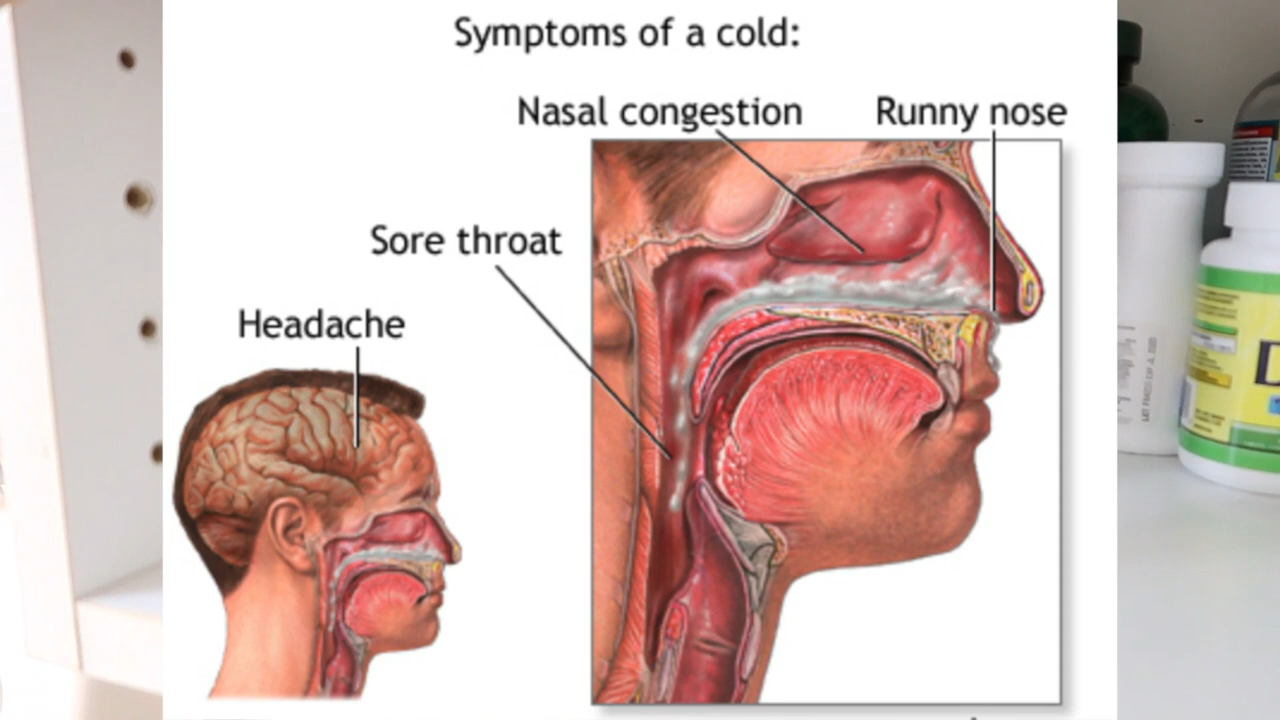 Symptoms of a cold:
Nasal congestion
Runny nose
Sore throat
Headache
D